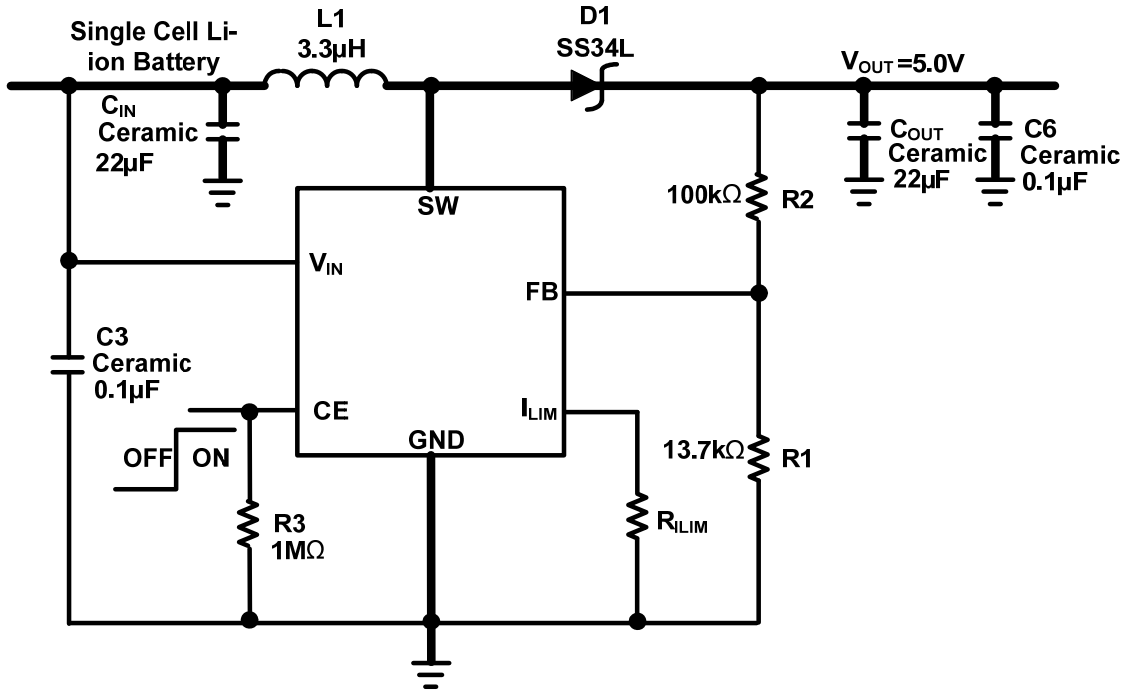 Single Cell Li-
ion Battery
L1
3.3µH
D1
SS34L
VOUT=5.0V
CIN
Ceramic
22µF
COUT
Ceramic
22µF
C6
Ceramic
0.1µF
SW
100kΩ
R2
VIN
FB
C3
Ceramic
0.1µF
CE
ILIM
GND
OFF
ON
13.7kΩ
R1
R3
1MΩ
RILIM